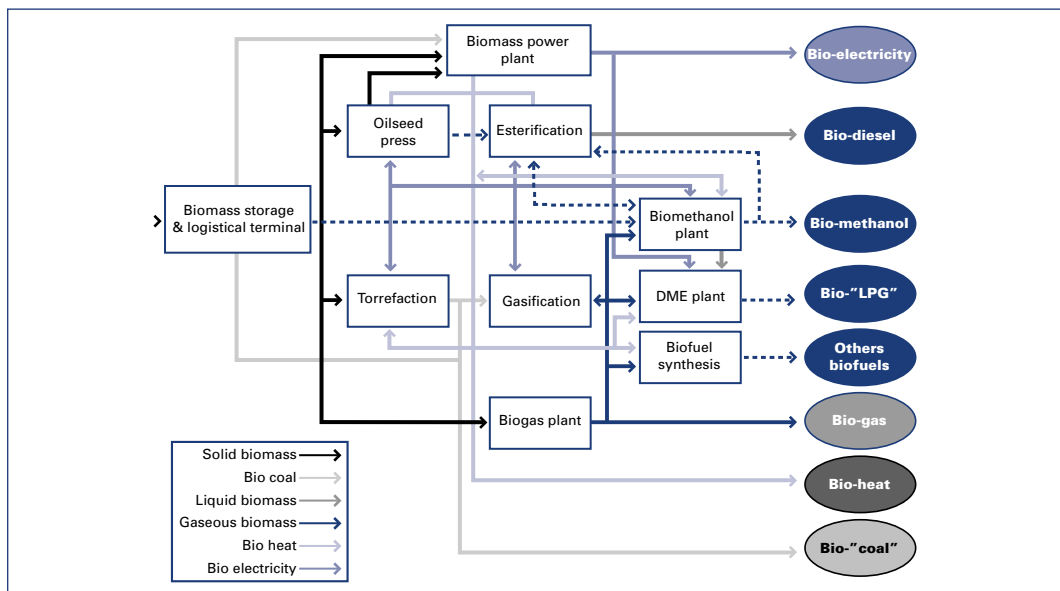 Biomass power
plant
Bio-electricity
Oilseed
press
Esterification
Bio-diesel
Biomass storage
& logistical terminal
Biomethanol
plant
Bio-methanol
Torrefaction
Gasification
DME plant
Bio-”LPG”
Biofuel
synthesis
Others
biofuels
Biogas plant
Bio-gas
Solid biomass
Bio coal
Liquid biomass
Gaseous biomass
Bio heat
Bio electricity
Bio-heat
Bio-”coal”